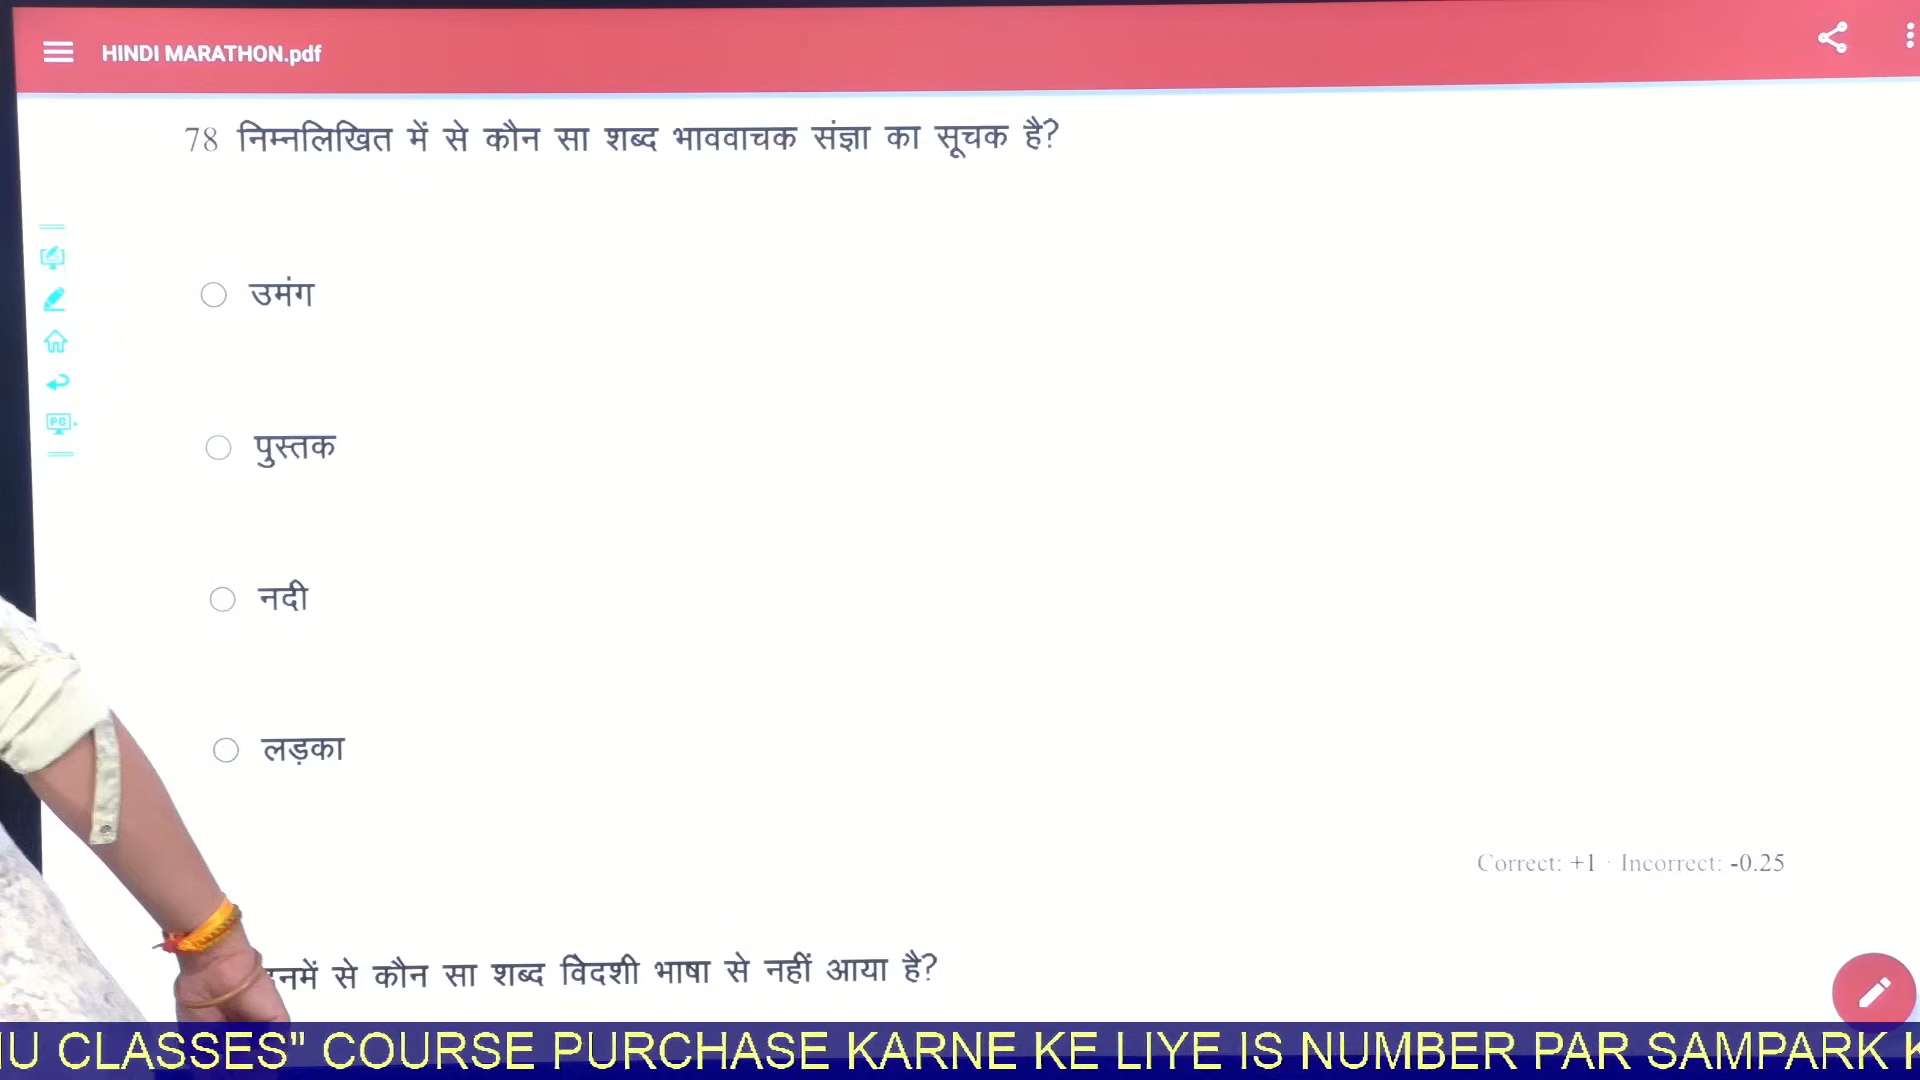 HINDI MARATHON.pdf
78 निम्नलिखित में से कौन सा शब्द भाववाचक संज्ञा का सूचक है?
उमंग
पुस्तक
नदी
लड़का
Correct: +1 · Incorrect: -0.25
में से कौन सा शब्द विदेशी भाषा से नहीं आया है?
CLASSES" COURSE PURCHASE KARNE KE LIYE IS NUMBER PAR SAMPARK